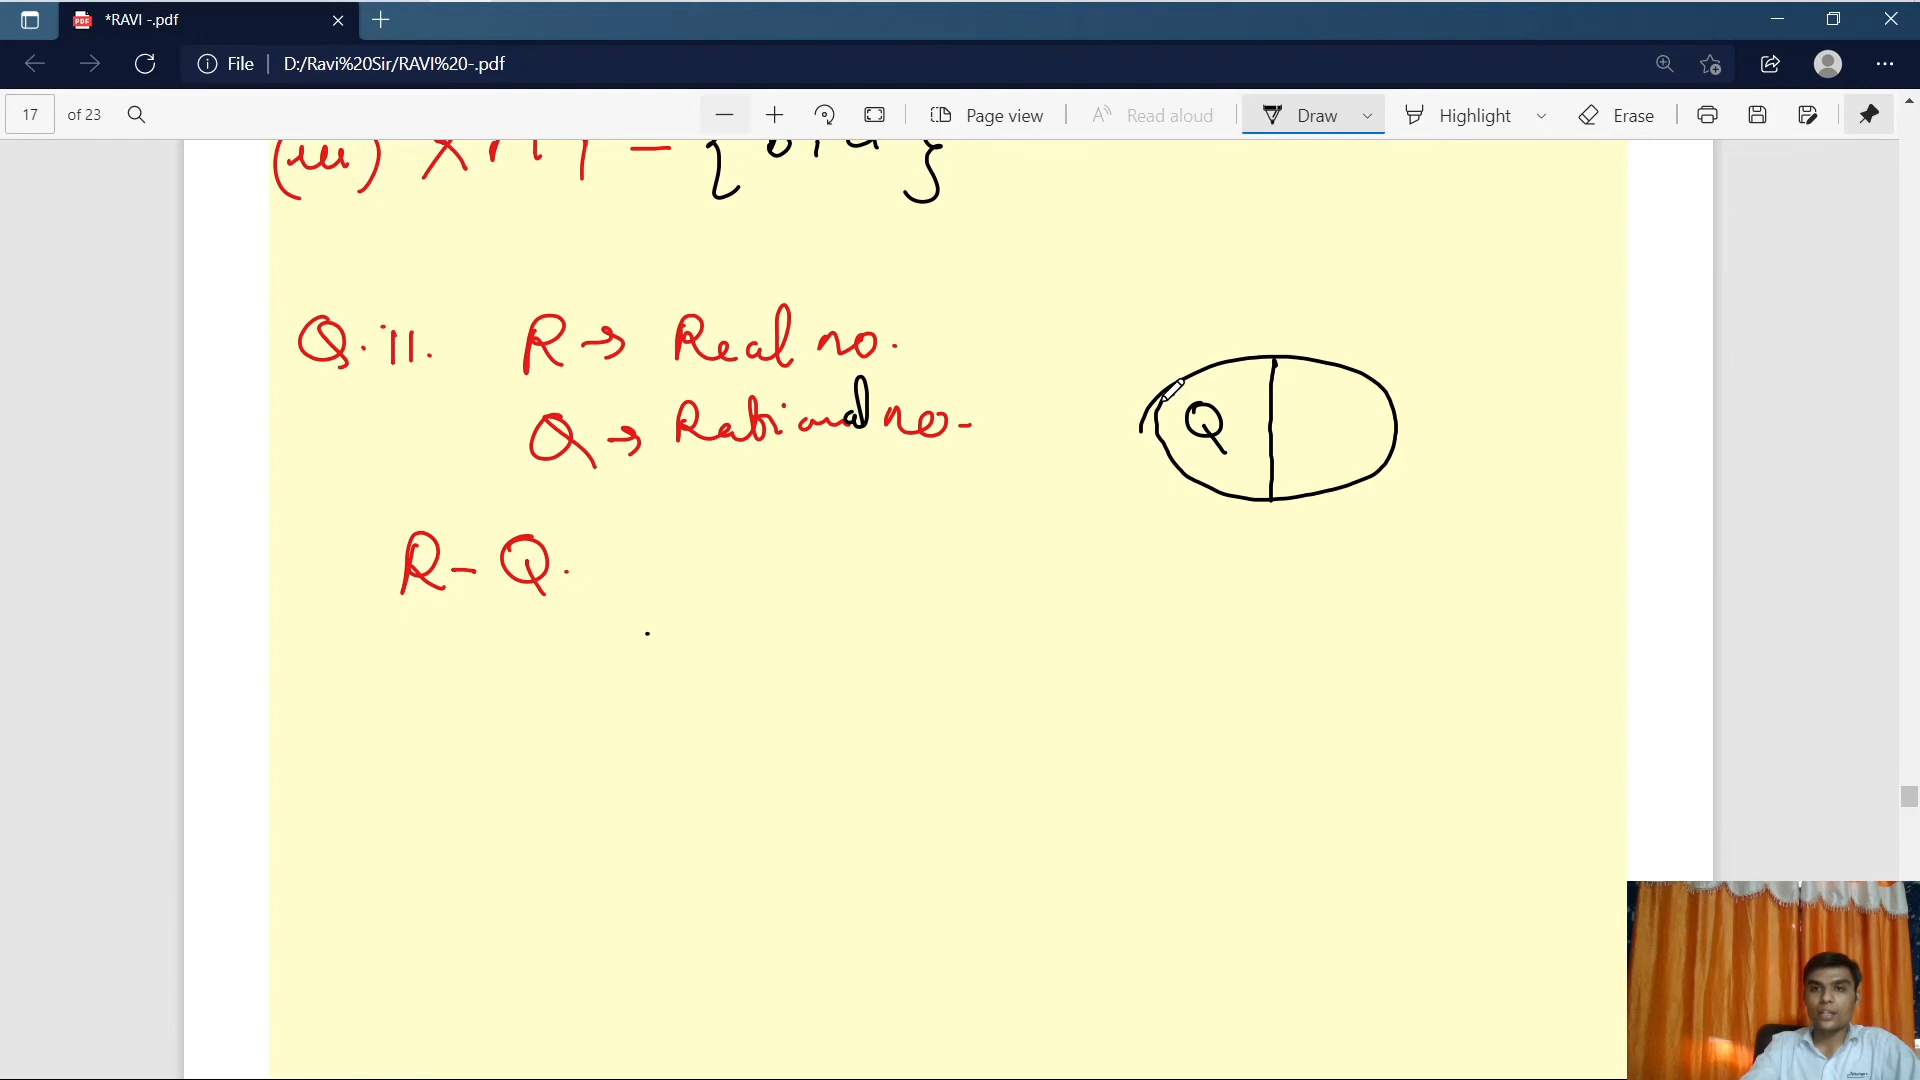 *RAVI -.pdf
File D:/Ravi%20Sir/RAVI%20-.pdf
17 of 23 Page view Read aloud Draw Highlight Erase
(iii) X ∩ Y = { b, d }
Q.11. R → Real no.
Q → Rational no.
Q
R - Q.